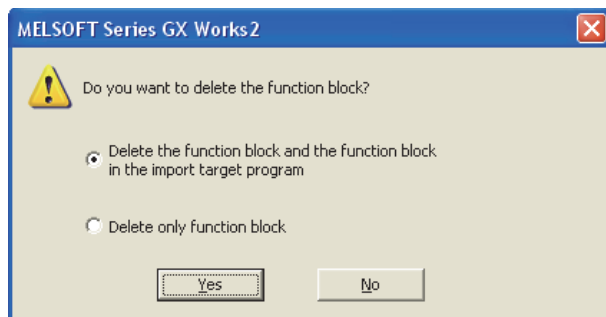 MELSOFT Series GX Works2
Do you want to delete the function block?
Delete the function block and the function block
in the import target program
Delete only function block
Yes
No